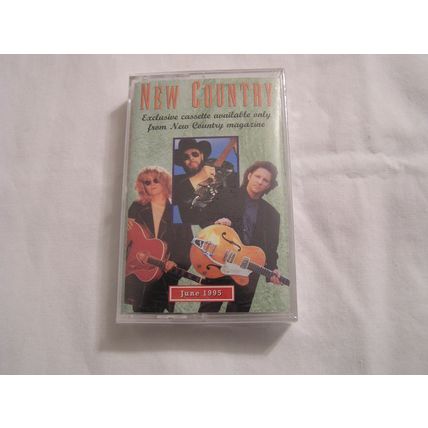 NEW COUNTRY
Exclusive cassette available only
from New Country magazine
June 1995